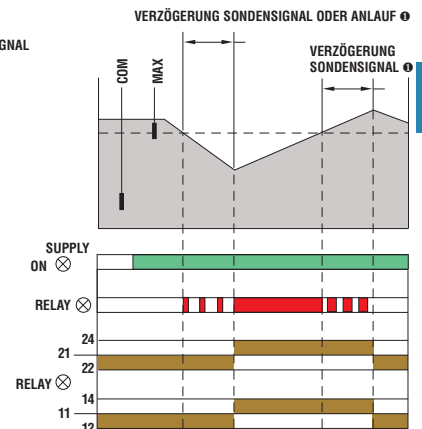 VERZÖGERUNG SONDENSIGNAL ODER ANLAUF ❶
VERZÖGERUNG
SONDENSIGNAL ❶
COM
MAX
SUPPLY
ON
RELAY
24
21
22
RELAY
14
11
12